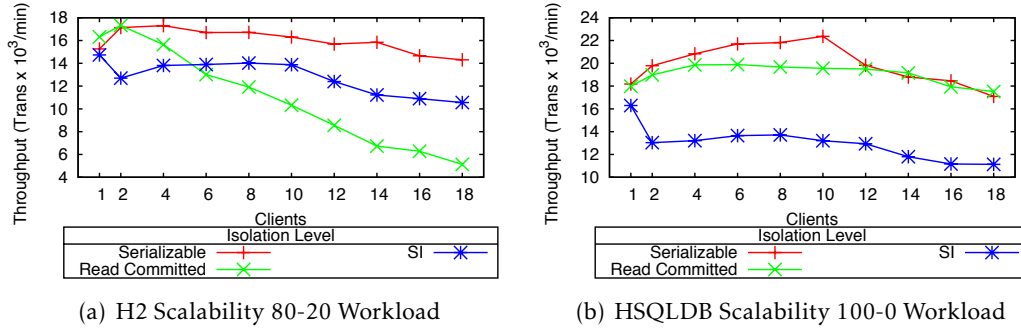 Throughput (Trans x 10³/min)
18
16
14
12
10
8
6
4
1 2 4 6 8 10 12 14 16 18
Clients
Isolation Level
Serializable
SI
Read Committed
(a) H2 Scalability 80-20 Workload
Throughput (Trans x 10³/min)
24
22
20
18
16
14
12
10
1 2 4 6 8 10 12 14 16 18
Clients
Isolation Level
Serializable
SI
Read Committed
(b) HSQLDB Scalability 100-0 Workload